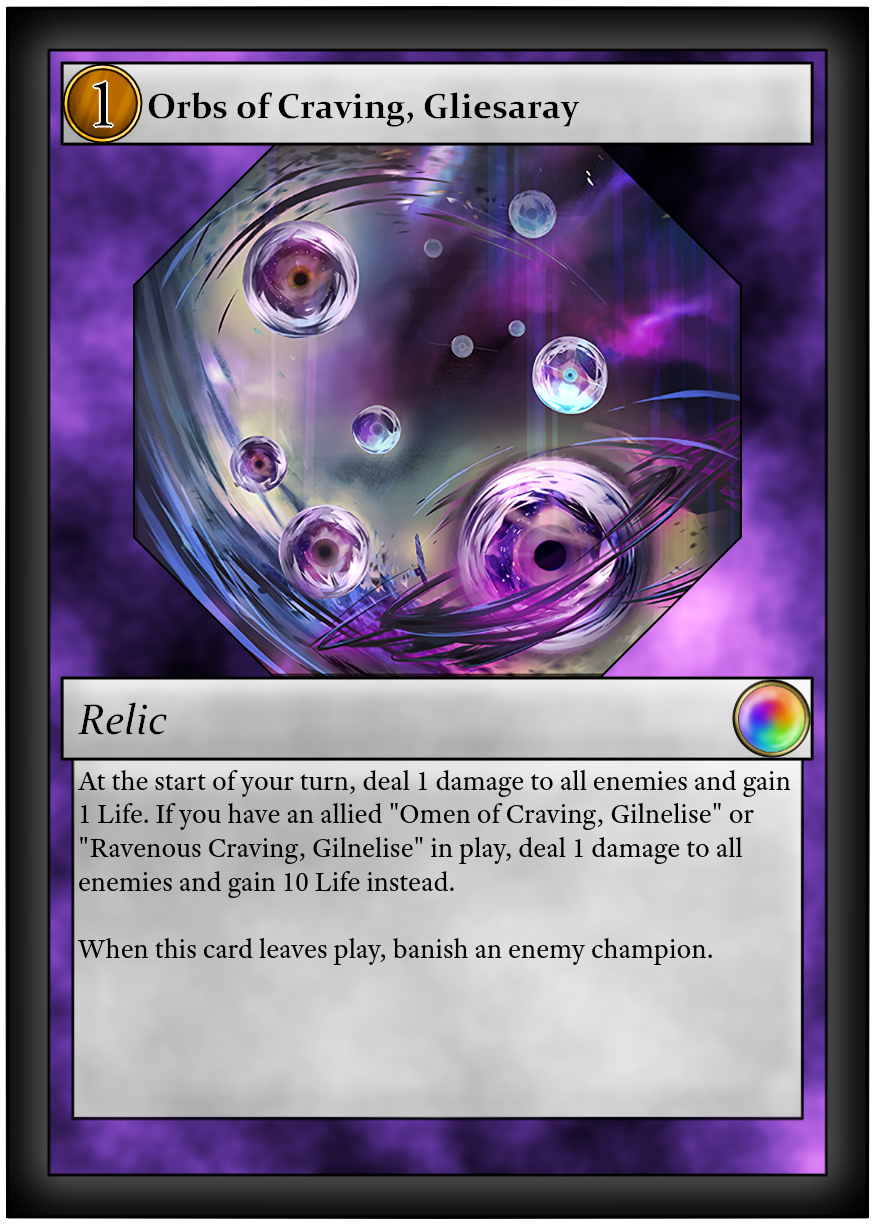 1
Orbs of Craving, Gliesaray
Relic
At the start of your turn, deal 1 damage to all enemies and gain
1 Life. If you have an allied "Omen of Craving, Gilnelise" or
"Ravenous Craving, Gilnelise" in play, deal 1 damage to all
enemies and gain 10 Life instead.
When this card leaves play, banish an enemy champion.